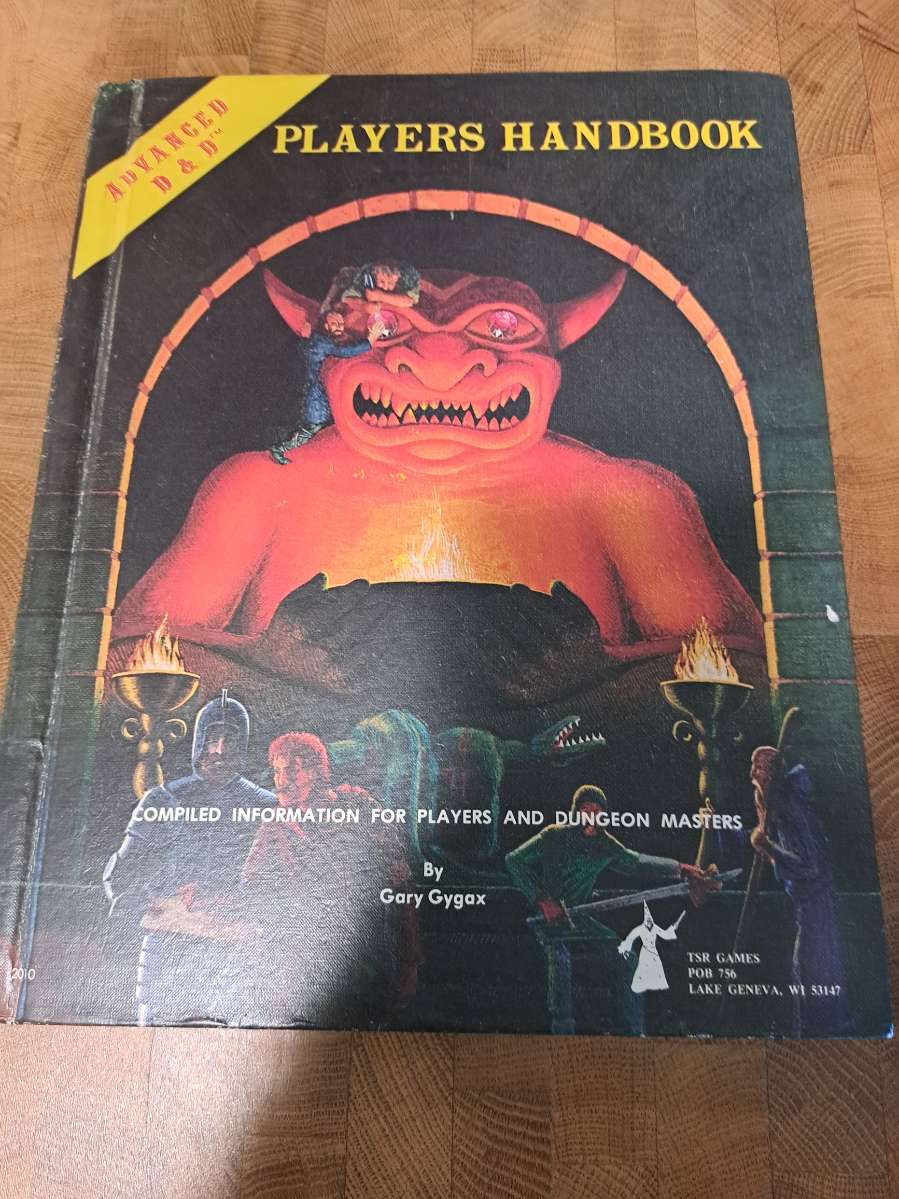 ADVANCED
D & D™
PLAYERS HANDBOOK
COMPILED INFORMATION FOR PLAYERS AND DUNGEON MASTERS
By
Gary Gygax
2010
TSR GAMES
POB 756
LAKE GENEVA, WI 53147